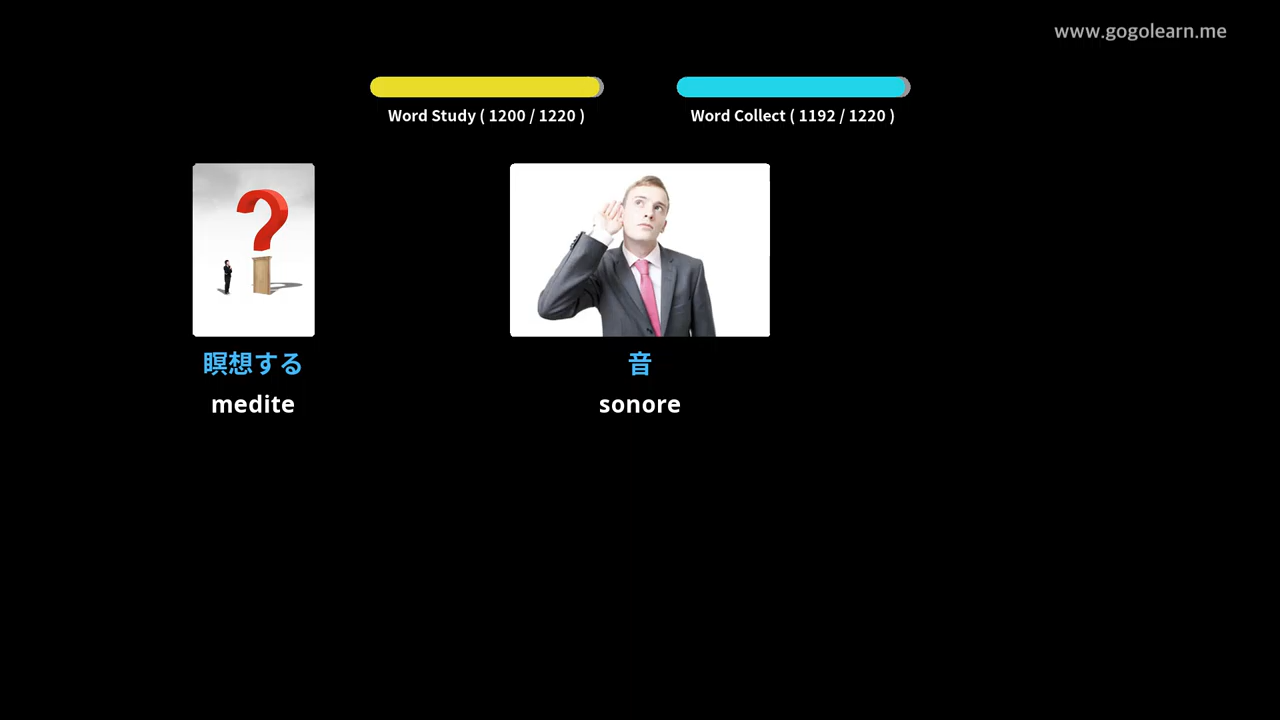 www.gogolearn.me
Word Study ( 1200 / 1220 )
Word Collect ( 1192 / 1220 )
瞑想する
medite
音
sonore